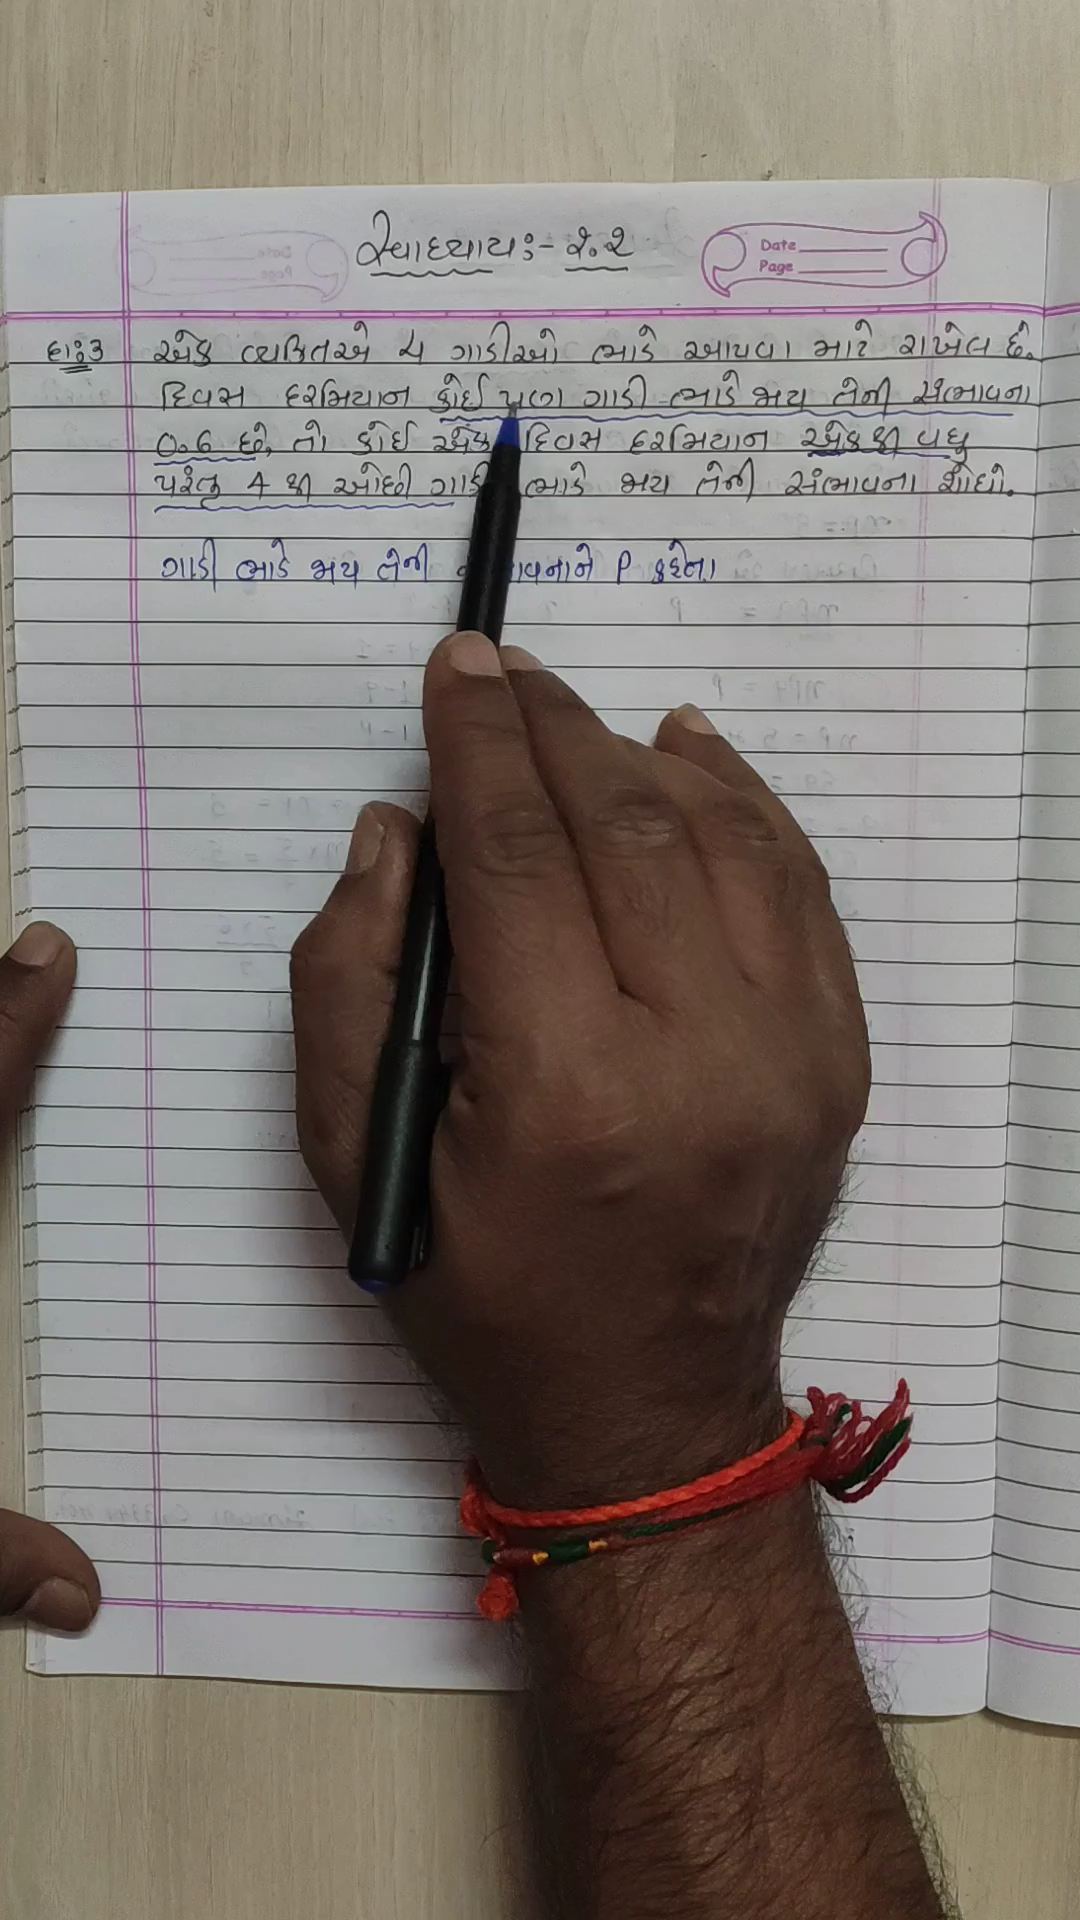 સ્વાધ્યાય:- ૨.૨
Date
Page
દા:૩ એક વ્યક્તિએ ૫ ગાડીઓ ભાડે આપવા માટે રાખેલ છે.
દિવસ દરમિયાન કોઈ પણ ગાડી ભાડે જાય તેની સંભાવના
0.6 છે, તો કોઈ એક દિવસ દરમિયાન એકથી વધુ
પરંતુ 4 થી ઓછી ગાડી ભાડે જાય તેની સંભાવના શોધો.
ગાડી ભાડે જાય તેની P કહેતા